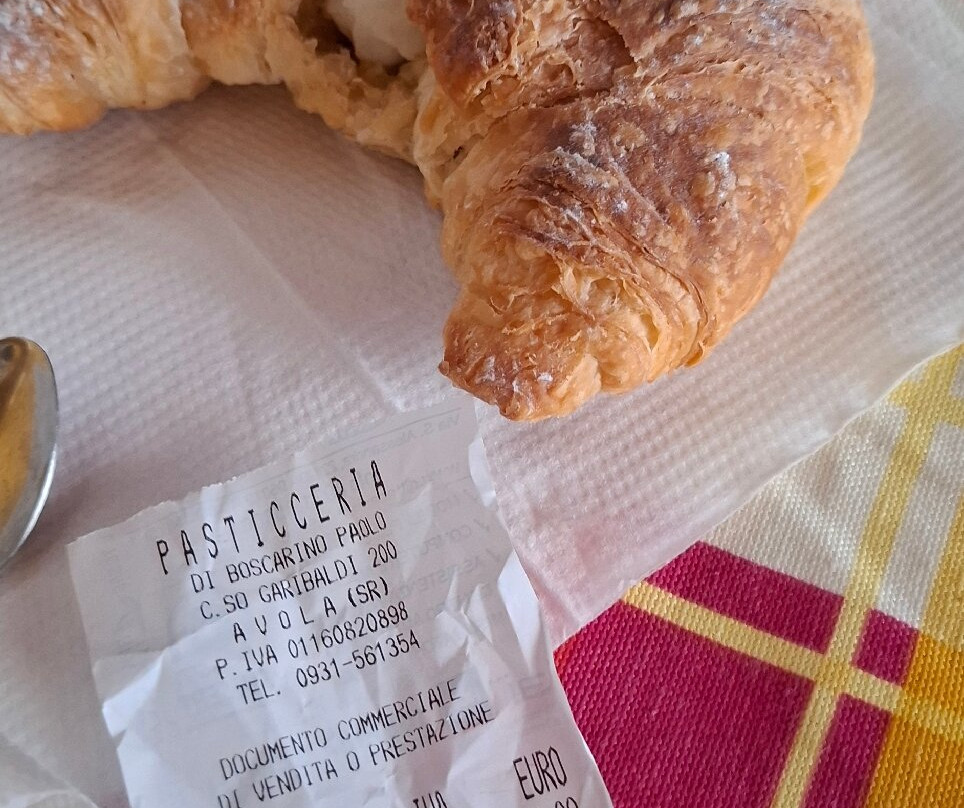 PASTICCERIA
DI BOSCARINO PAOLO
C.SO GARIBALDI 200
A V O L A (SR)
P.IVA 01160820898
TEL. 0931-561354
DOCUMENTO COMMERCIALE
DI VENDITA O PRESTAZIONE
IVA EURO